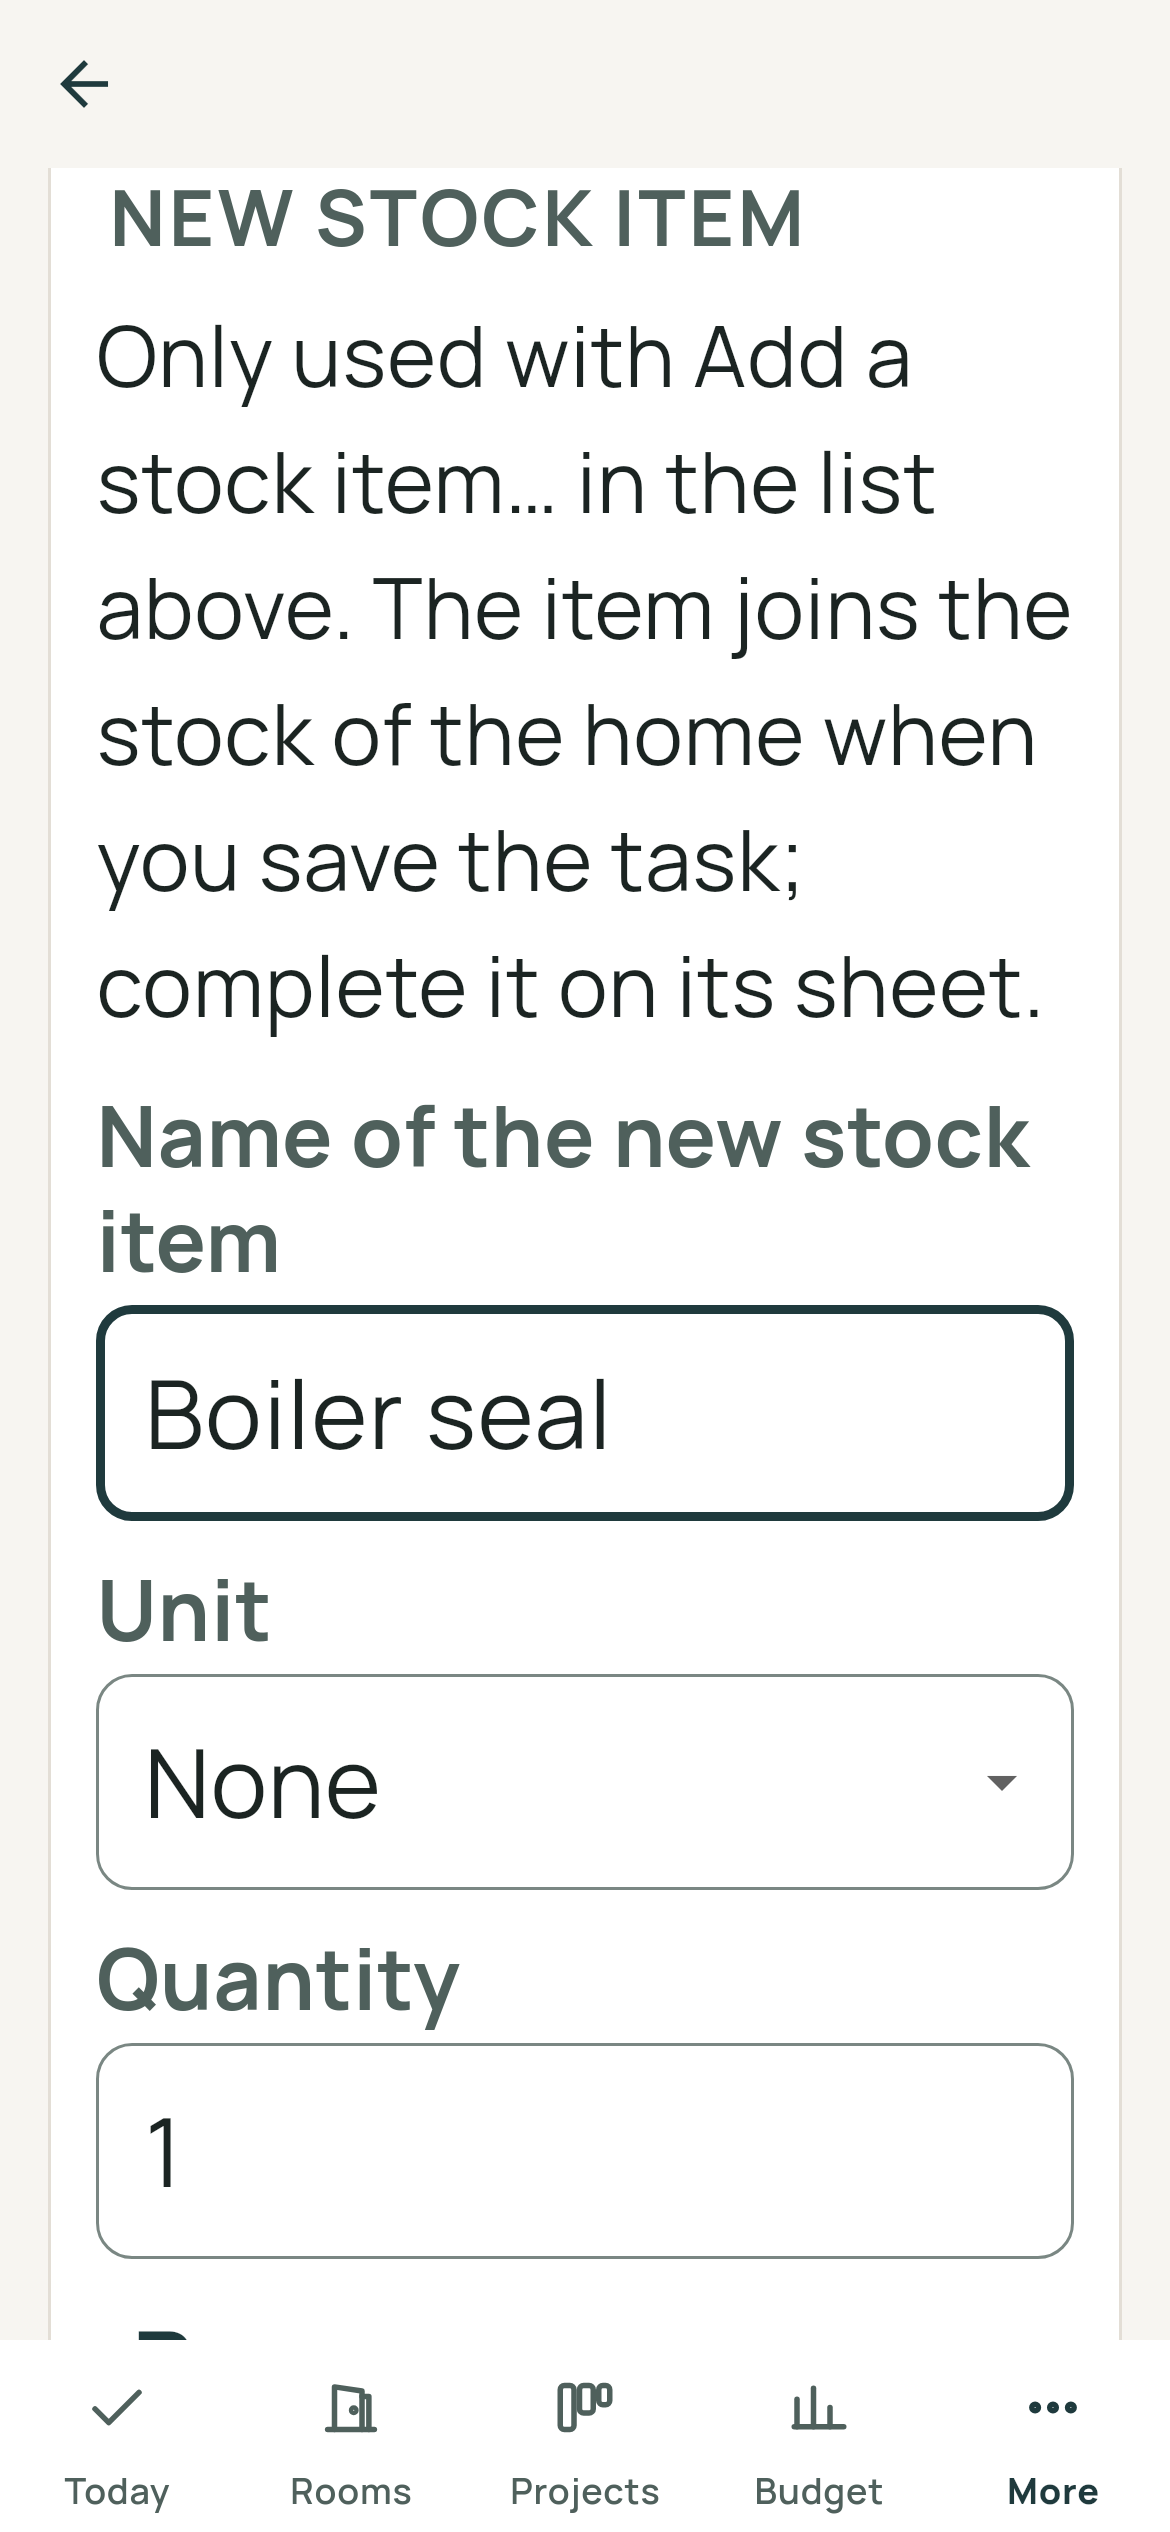 NEW STOCK ITEM
Only used with Add a
stock item… in the list
above. The item joins the
stock of the home when
you save the task;
complete it on its sheet.
Name of the new stock
item
Boiler seal
Unit
None
Quantity
1
Today
Rooms
Projects
Budget
More